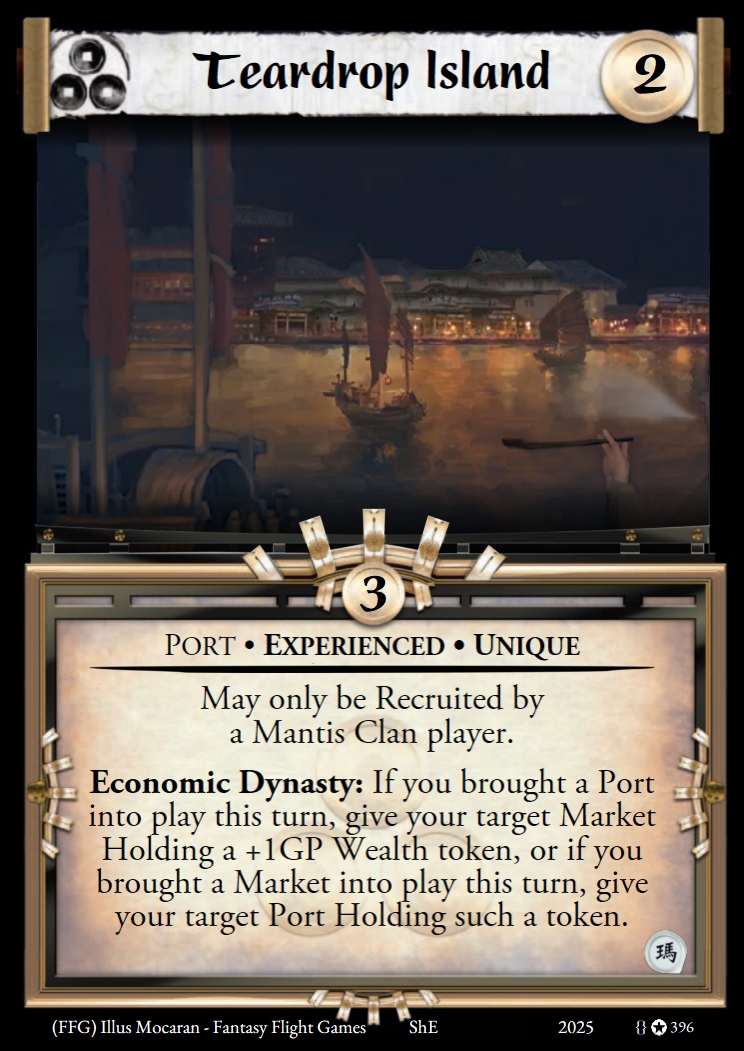 Teardrop Island
2
3
Port • Experienced • Unique
May only be Recruited by
a Mantis Clan player.
Economic Dynasty: If you brought a Port
into play this turn, give your target Market
Holding a +1GP Wealth token, or if you
brought a Market into play this turn, give
your target Port Holding such a token.
瑪
(FFG) Illus Mocaran - Fantasy Flight Games ShE 2025 {} ✪ 396